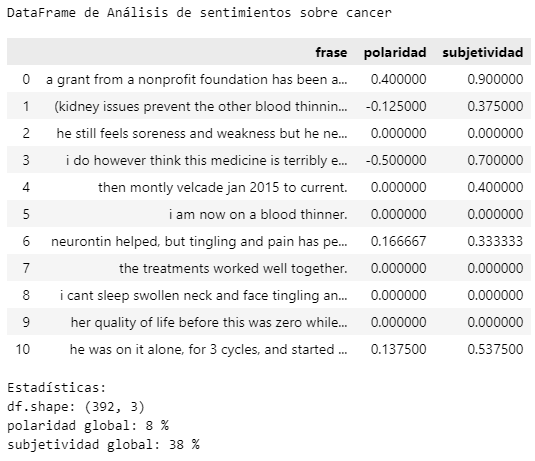 DataFrame de Análisis de sentimientos sobre cancer
frase polaridad subjetividad
0 a grant from a nonprofit foundation has been a... 0.400000 0.900000
1 (kidney issues prevent the other blood thinnin... -0.125000 0.375000
2 he still feels soreness and weakness but he ne... 0.000000 0.000000
3 i do however think this medicine is terribly e... -0.500000 0.700000
4 then montly velcade jan 2015 to current. 0.000000 0.400000
5 i am now on a blood thinner. 0.000000 0.000000
6 neurontin helped, but tingling and pain has pe... 0.166667 0.333333
7 the treatments worked well together. 0.000000 0.000000
8 i cant sleep swollen neck and face tingling an... 0.000000 0.000000
9 her quality of life before this was zero while... 0.000000 0.000000
10 he was on it alone, for 3 cycles, and started ... 0.137500 0.537500
Estadísticas:
df.shape: (392, 3)
polaridad global: 8 %
subjetividad global: 38 %